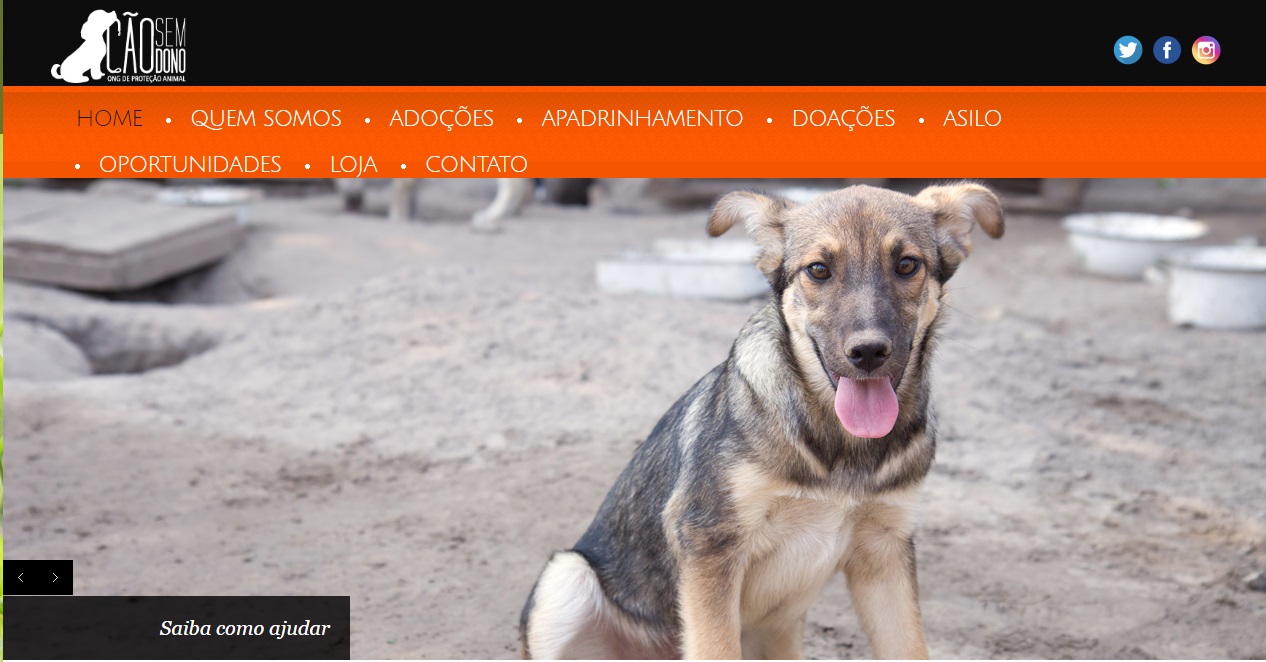 CÃO SEM
DONO
ONG DE PROTEÇÃO ANIMAL
HOME • QUEM SOMOS • ADOÇÕES • APADRINHAMENTO • DOAÇÕES • ASILO
• OPORTUNIDADES • LOJA • CONTATO
Saiba como ajudar